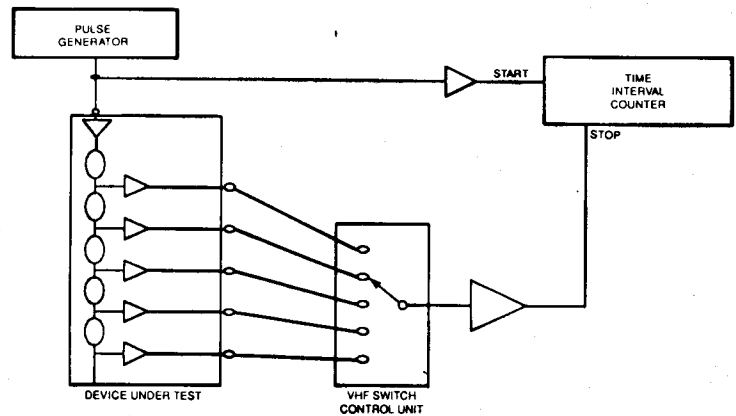 PULSE
GENERATOR
START
TIME
INTERVAL
COUNTER
STOP
DEVICE UNDER TEST
VHF SWITCH
CONTROL UNIT